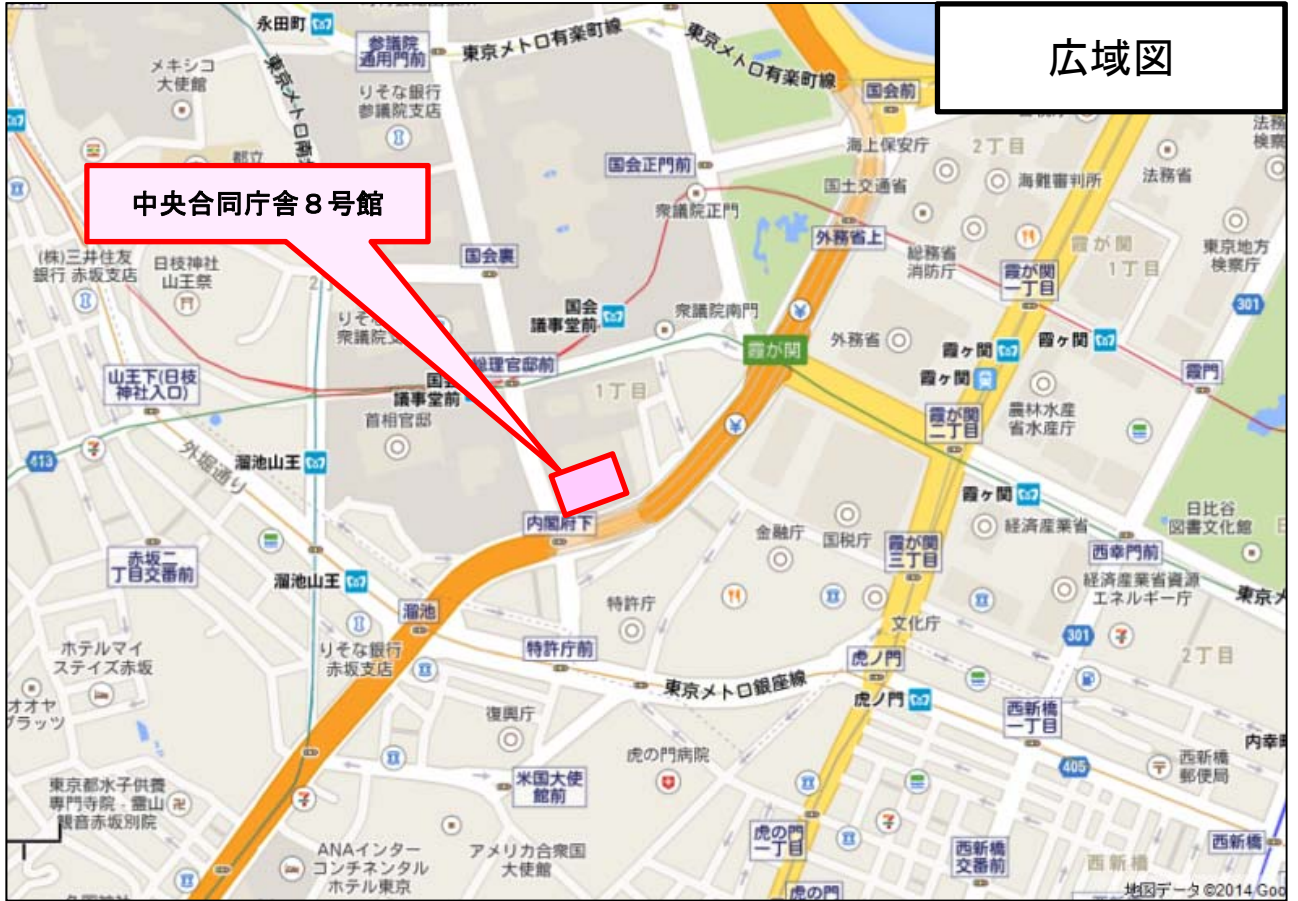 広域図
永田町
参議院
通用門前
東京メトロ有楽町線
東京メトロ有楽町線
メキシコ
大使館
東京メトロ南北
りそな銀行
参議院支店
国会前
海上保安庁
2丁目
法務
検察
都立
国会正門前
国土交通省
海難審判所
法務省
中央合同庁舎8号館
衆議院正門
外務省上
総務省
消防庁
霞が関
1丁目
東京地方
検察庁
(株)三井住友
銀行 赤坂支店
日枝神社
山王祭
国会裏
霞が関
一丁目
301
国会
議事堂前
衆議院南門
りそな
衆議院支
外務省
霞ヶ関
霞ヶ関
霞が関
総理官邸前
霞門
山王下(日枝
神社入口)
国会
議事堂前
1丁目
霞ヶ関
首相官邸
霞が関
二丁目
農林水産
省水産庁
413
外堀通り
溜池山王
霞ヶ関
日比谷
図書文化館
内閣府下
金融庁
国税庁
霞が関
三丁目
経済産業省
西幸門前
赤坂二
丁目交番前
溜池山王
経済産業省資源
エネルギー庁
東京メ
溜池
特許庁
文化庁
301
2丁目
ホテルマイ
ステイズ赤坂
りそな銀行
赤坂支店
特許庁前
虎ノ門
東京メトロ銀座線
虎ノ門
オオヤ
プラッツ
復興庁
西新橋
一丁目
内幸町
虎の門病院
405
西新橋
郵便局
東京都水子供養
専門寺院・霊山
観音赤坂別院
米国大使
館前
ANAインター
コンチネンタル
ホテル東京
アメリカ合衆国
大使館
虎の門
一丁目
西新橋
交番前
西新橋
西新橋
虎の門
地図データ ©2014 Goo